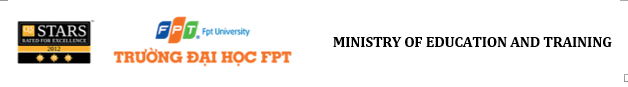 STARS
RATED FOR EXCELLENCE
2012
FPT Fpt University
TRƯỜNG ĐẠI HỌC FPT
MINISTRY OF EDUCATION AND TRAINING